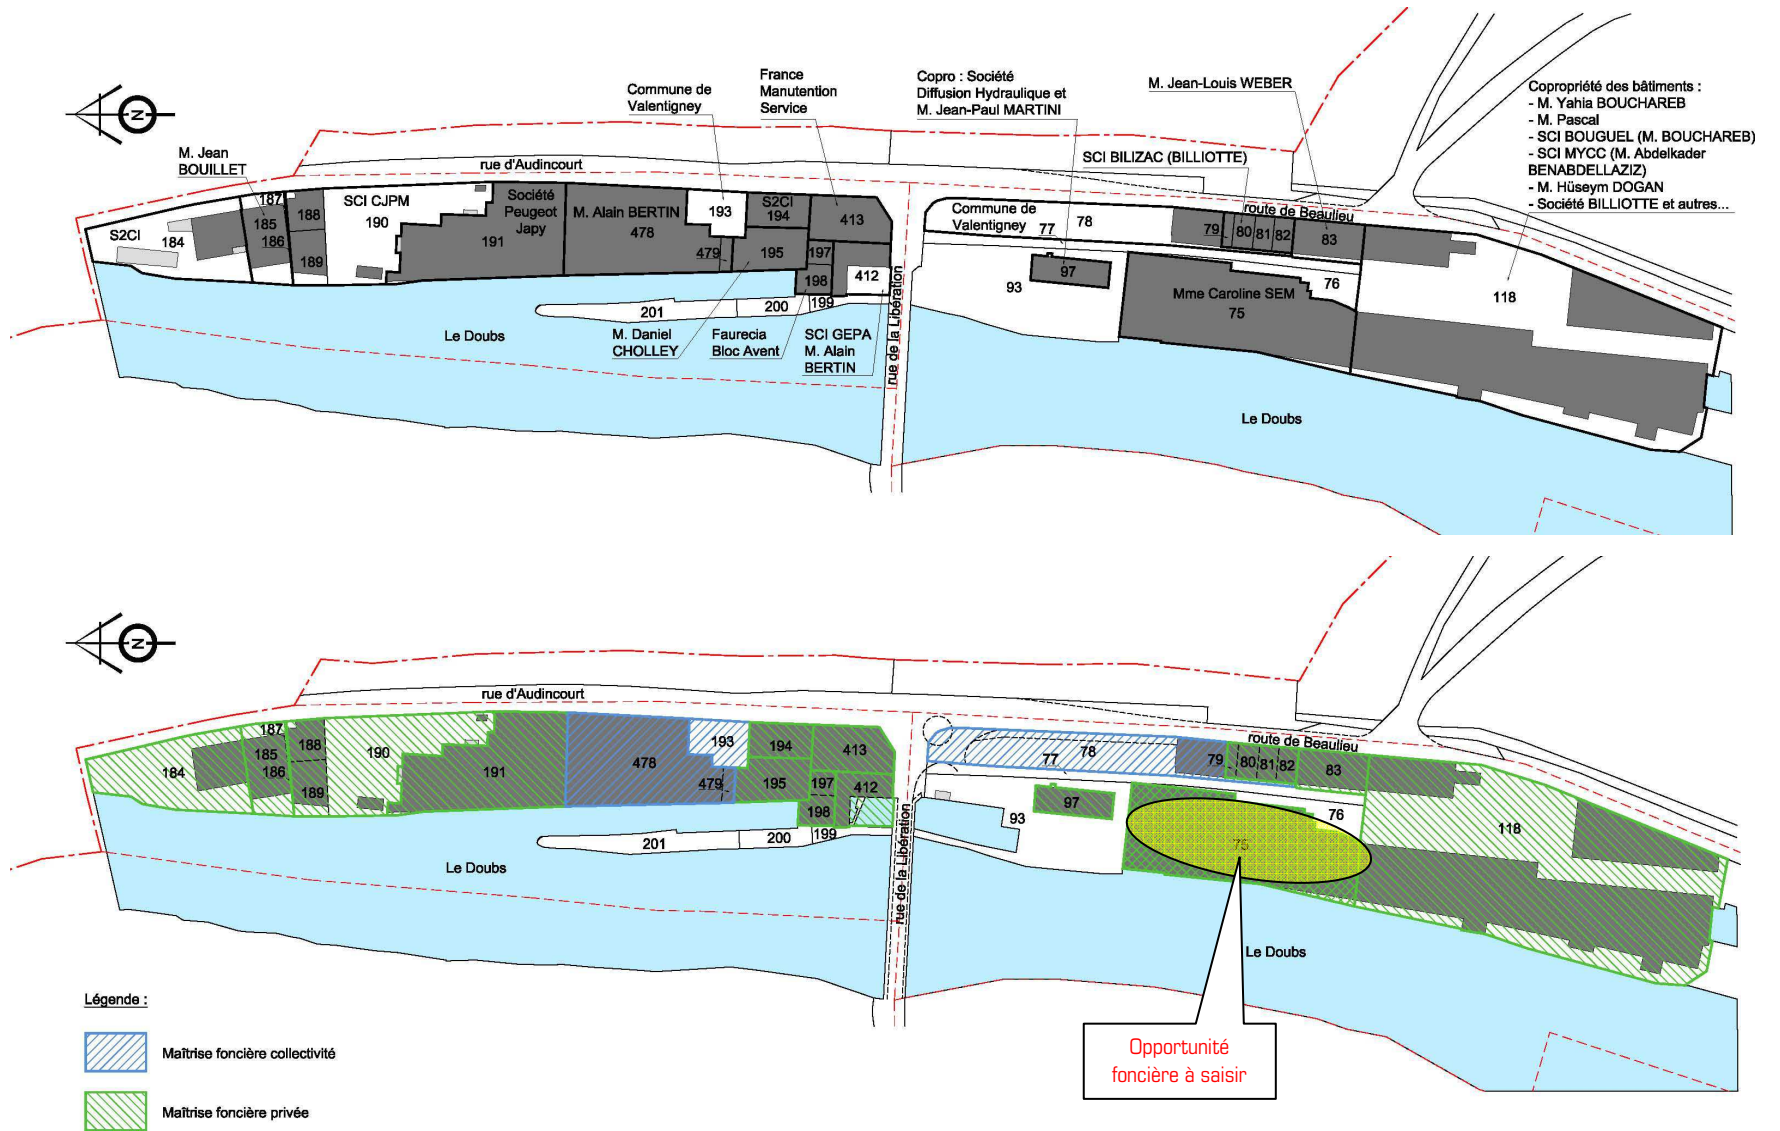 N
M. Jean
BOUILLET
rue d'Audincourt
Commune de
Valentigney
France
Manutention
Service
Copro : Société
Diffusion Hydraulique et
M. Jean-Paul MARTINI
M. Jean-Louis WEBER
SCI BILIZAC (BILLIOTTE)
Copropriété des bâtiments :
- M. Yahia BOUCHAREB
- M. Pascal
- SCI BOUGUEL (M. BOUCHAREB)
- SCI MYCC (M. Abdelkader
BENABDELLAZIZ)
- M. Hüseym DOGAN
- Société BILLIOTTE et autres...
S2CI
184
187
185
186
188
189
SCI CJPM
190
Société
Peugeot
Japy
191
M. Alain BERTIN
478
479
193
S2CI
194
195
413
197
198
412
199
200
201
Le Doubs
M. Daniel
CHOLLEY
Faurecia
Bloc Avent
SCI GEPA
M. Alain
BERTIN
rue de la Libération
Commune de
Valentigney
77
78
79
80
81
82
83
route de Beaulieu
93
97
76
Mme Caroline SEM
75
118
Le Doubs
N
rue d'Audincourt
184
187
185
186
188
189
190
191
478
479
193
194
195
413
197
198
412
199
200
201
Le Doubs
rue de la Libération
77
78
79
80
81
82
83
route de Beaulieu
93
97
76
75
118
Le Doubs
Opportunité
foncière à saisir
Légende :
Maîtrise foncière collectivité
Maîtrise foncière privée